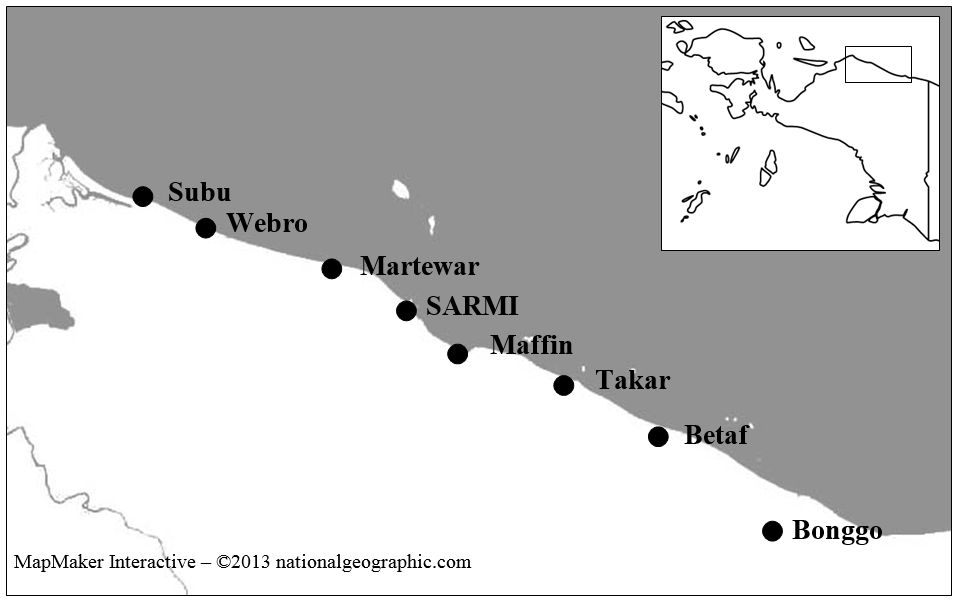 Subu
Webro
Martewar
SARMI
Maffin
Takar
Betaf
Bonggo
MapMaker Interactive – ©2013 nationalgeographic.com